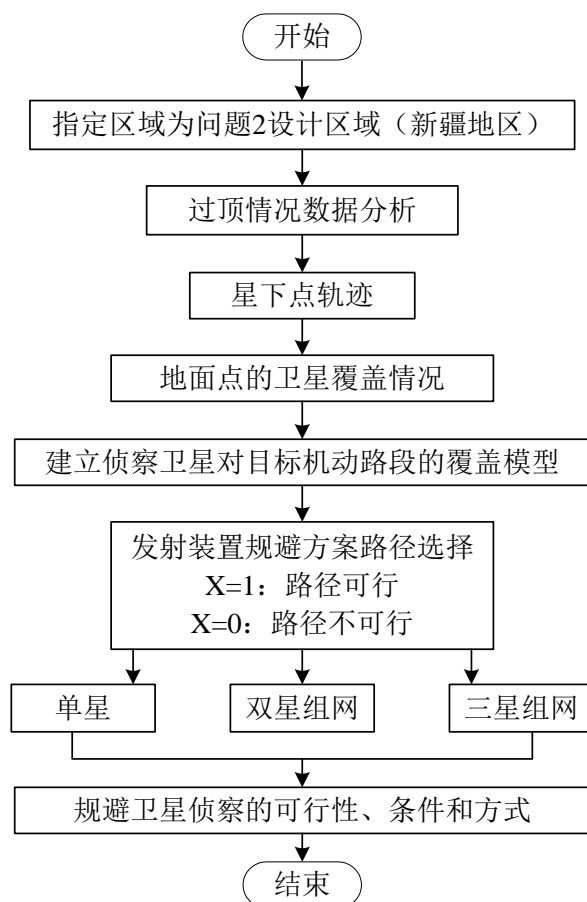 开始
指定区域为问题2设计区域（新疆地区）
过顶情况数据分析
星下点轨迹
地面点的卫星覆盖情况
建立侦察卫星对目标机动路段的覆盖模型
发射装置规避方案路径选择
X=1：路径可行
X=0：路径不可行
单星
双星组网
三星组网
规避卫星侦察的可行性、条件和方式
结束